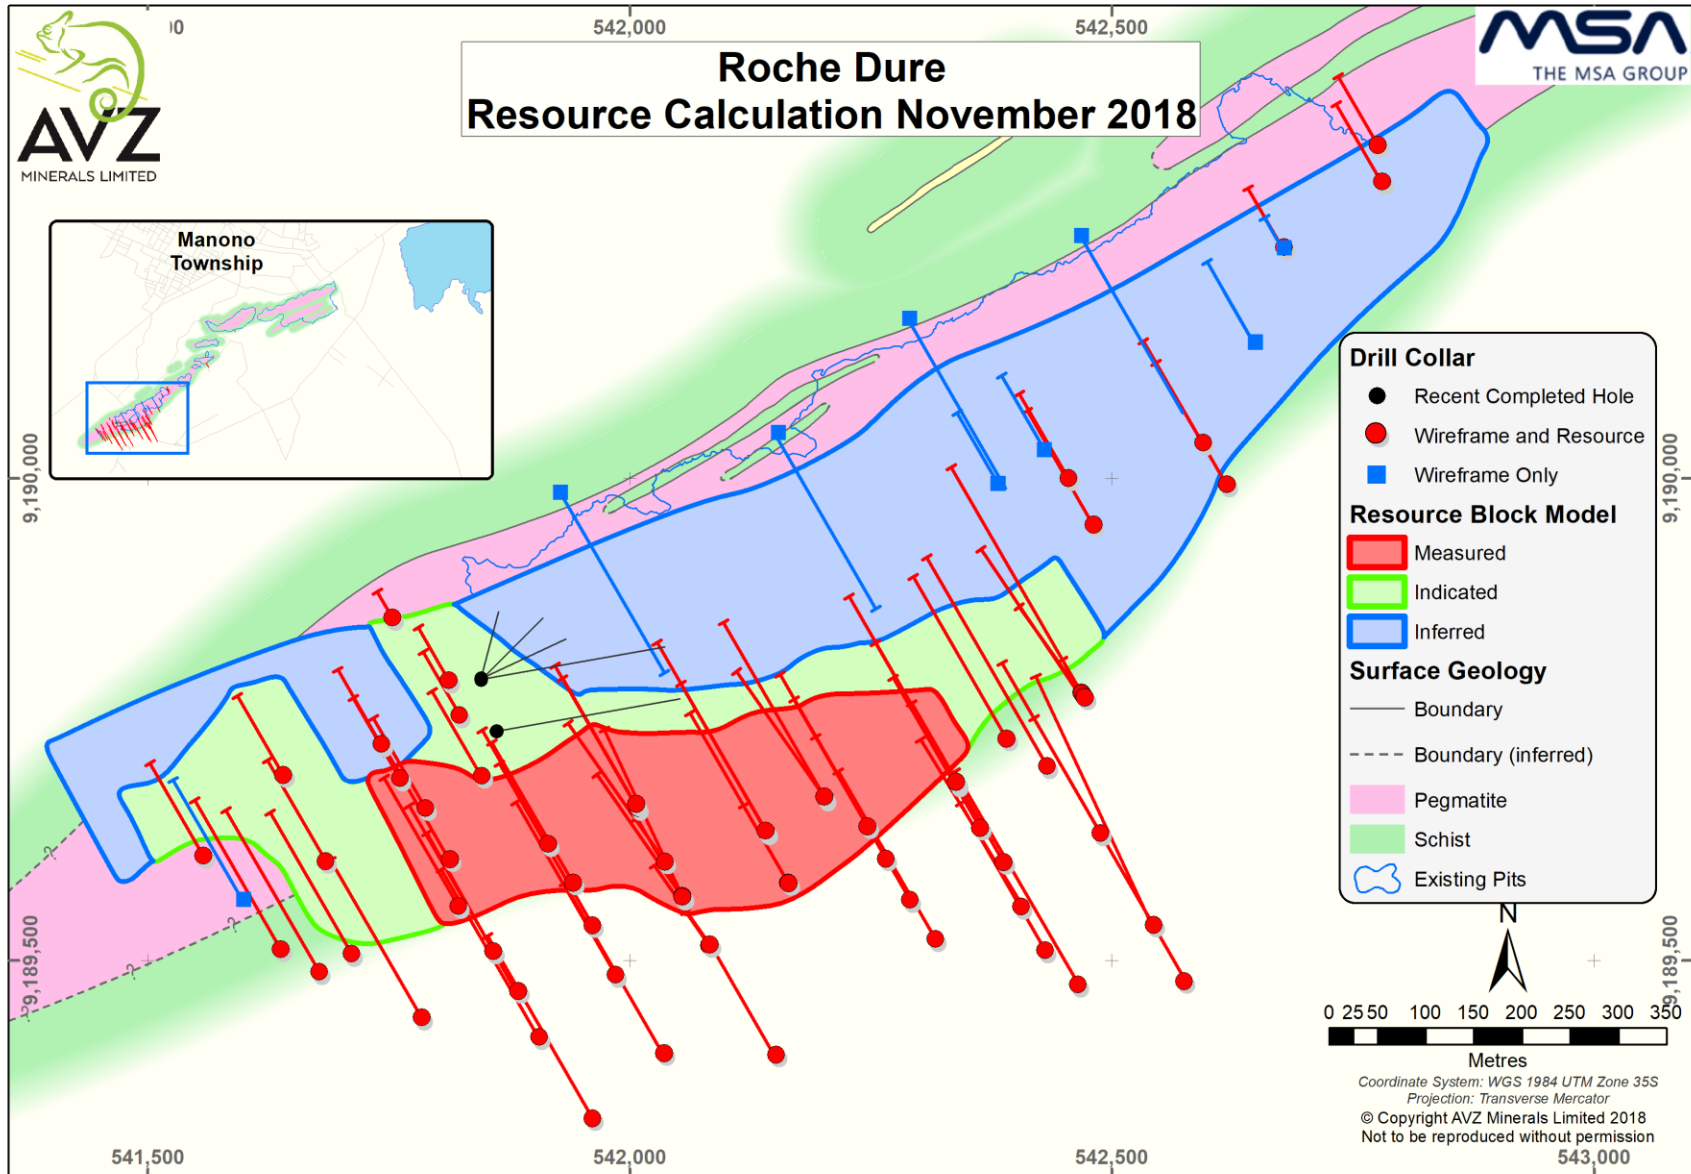 00
542,000
542,500
AVZ
MINERALS LIMITED
Roche Dure
Resource Calculation November 2018
MSA
THE MSA GROUP
Manono
Township
Drill Collar
Recent Completed Hole
Wireframe and Resource
Wireframe Only
Resource Block Model
Measured
Indicated
Inferred
Surface Geology
Boundary
Boundary (inferred)
Pegmatite
Schist
Existing Pits
9,190,000
9,190,000
?
?
?
9,189,500
9,189,500
N
0 25 50 100 150 200 250 300 350
Metres
Coordinate System: WGS 1984 UTM Zone 35S
Projection: Transverse Mercator
© Copyright AVZ Minerals Limited 2018
Not to be reproduced without permission
541,500
542,000
542,500
543,000